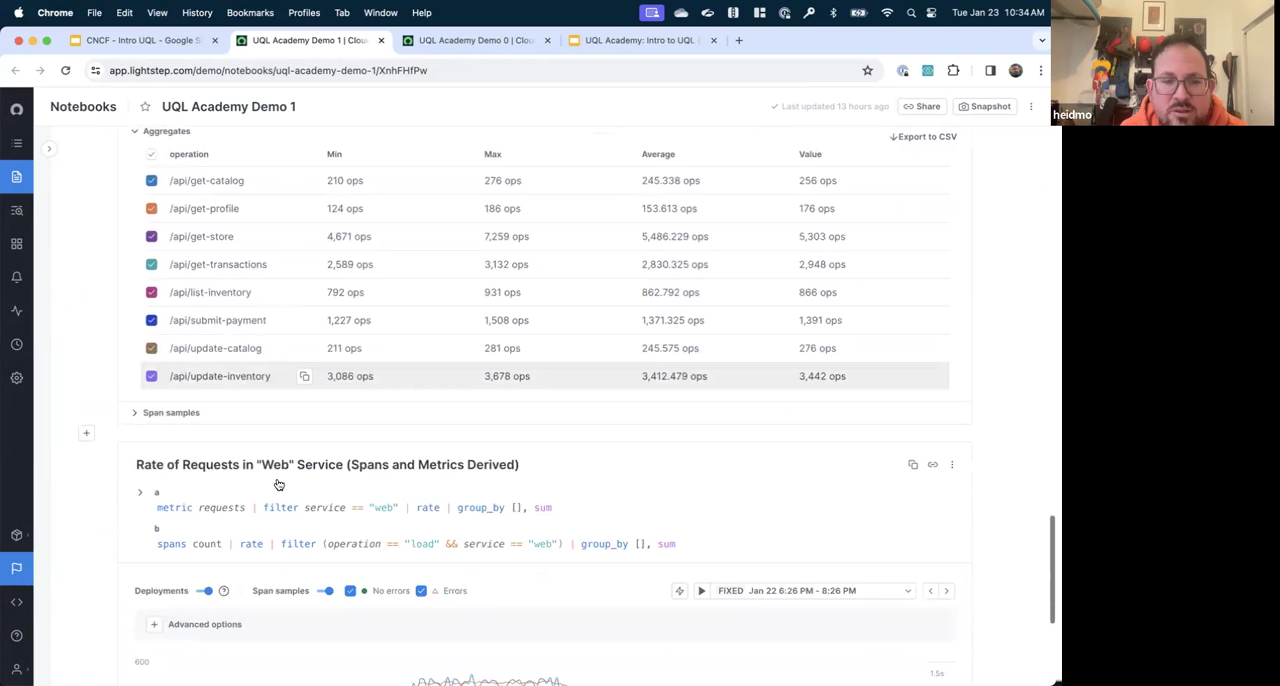 Chrome File Edit View History Bookmarks Profiles Tab Window Help Tue Jan 23 10:34 AM
CNCF - Intro UQL - Google S
UQL Academy Demo 1 | Clou
UQL Academy Demo 0 | Clou
UQL Academy: Intro to UQL
app.lightstep.com/demo/notebooks/uql-academy-demo-1/XnhFHfPw
heidmo
Notebooks UQL Academy Demo 1 Last updated 13 hours ago Share Snapshot
Aggregates Export to CSV
operation Min Max Average Value
/api/get-catalog 210 ops 276 ops 245.338 ops 256 ops
/api/get-profile 124 ops 186 ops 153.613 ops 176 ops
/api/get-store 4,671 ops 7,259 ops 5,486.229 ops 5,303 ops
/api/get-transactions 2,589 ops 3,132 ops 2,830.325 ops 2,948 ops
/api/list-inventory 792 ops 931 ops 862.792 ops 866 ops
/api/submit-payment 1,227 ops 1,508 ops 1,371.325 ops 1,391 ops
/api/update-catalog 211 ops 281 ops 245.575 ops 276 ops
/api/update-inventory 3,086 ops 3,678 ops 3,412.479 ops 3,442 ops
Span samples
Rate of Requests in "Web" Service (Spans and Metrics Derived)
a
metric requests | filter service == "web" | rate | group_by [], sum
b
spans count | rate | filter (operation == "load" && service == "web") | group_by [], sum
Deployments Span samples No errors Errors FIXED Jan 22 6:26 PM - 8:26 PM
Advanced options
600
1.5s